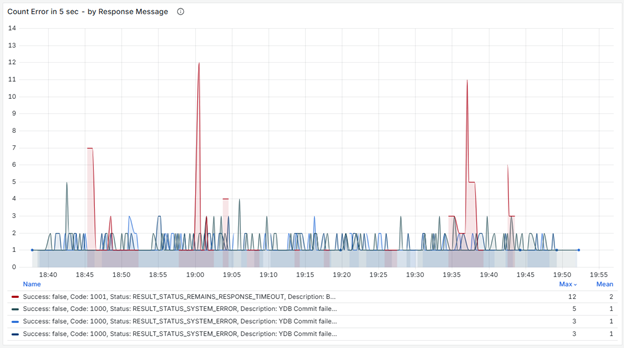 Count Error in 5 sec - by Response Message
14
13
12
11
10
9
8
7
6
5
4
3
2
1
0
18:40 18:45 18:50 18:55 19:00 19:05 19:10 19:15 19:20 19:25 19:30 19:35 19:40 19:45 19:50 19:55
Name Max Mean
Success: false, Code: 1001, Status: RESULT_STATUS_REMAINS_RESPONSE_TIMEOUT, Description: B... 12 2
Success: false, Code: 1000, Status: RESULT_STATUS_SYSTEM_ERROR, Description: YDB Commit faile... 5 1
Success: false, Code: 1000, Status: RESULT_STATUS_SYSTEM_ERROR, Description: YDB Commit faile... 3 1
Success: false, Code: 1000, Status: RESULT_STATUS_SYSTEM_ERROR, Description: YDB Commit faile... 3 1